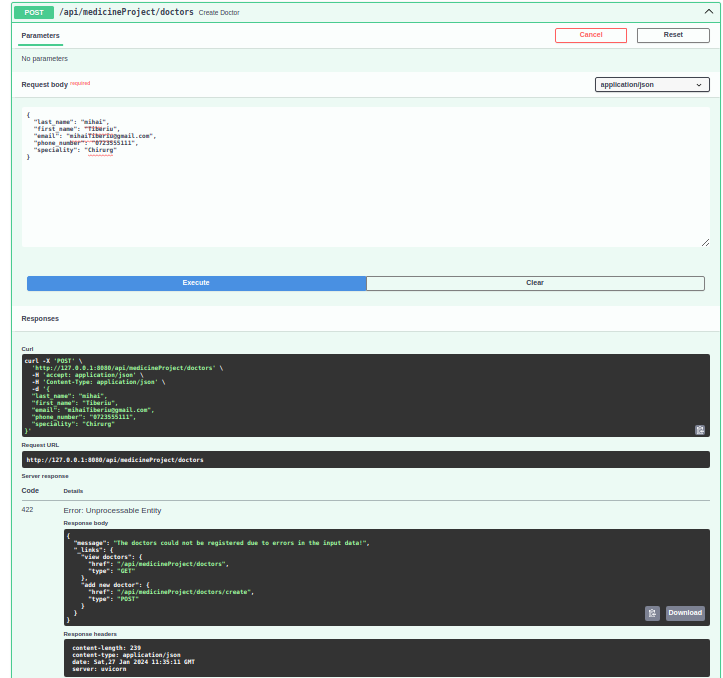 POST /api/medicineProject/doctors Create Doctor
Parameters Cancel Reset
No parameters
Request body required application/json
{
"last_name": "mihai",
"first_name": "Tiberiu",
"email": "mihaiTiberiu@gmail.com",
"phone_number": "0723555111",
"speciality": "Chirurg"
}
Execute Clear
Responses
Curl
curl -X 'POST' \
'http://127.0.0.1:8080/api/medicineProject/doctors' \
-H 'accept: application/json' \
-H 'Content-Type: application/json' \
-d '{
"last_name": "mihai",
"first_name": "Tiberiu",
"email": "mihaiTiberiu@gmail.com",
"phone_number": "0723555111",
"speciality": "Chirurg"
}'
Request URL
http://127.0.0.1:8080/api/medicineProject/doctors
Server response
Code Details
422 Error: Unprocessable Entity
Response body
{
"message": "The doctors could not be registered due to errors in the input data!",
"_links": {
"view doctors": {
"href": "/api/medicineProject/doctors",
"type": "GET"
},
"add new doctor": {
"href": "/api/medicineProject/doctors/create",
"type": "POST"
}
}
}
Download
Response headers
content-length: 239
content-type: application/json
date: Sat,27 Jan 2024 11:35:11 GMT
server: uvicorn